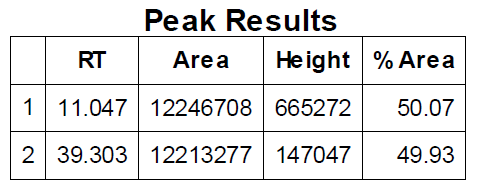 Peak Results
RT Area Height % Area
1 11.047 12246708 665272 50.07
2 39.303 12213277 147047 49.93